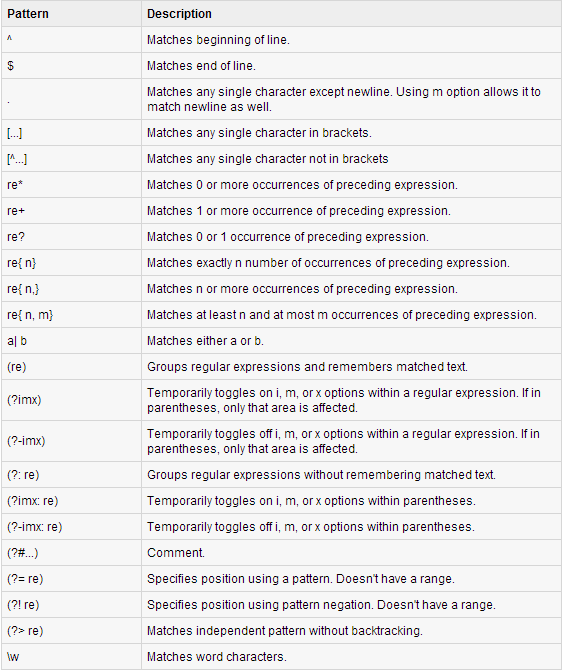 Pattern Description
^ Matches beginning of line.
$ Matches end of line.
. Matches any single character except newline. Using m option allows it to
match newline as well.
[...] Matches any single character in brackets.
[^...] Matches any single character not in brackets
re* Matches 0 or more occurrences of preceding expression.
re+ Matches 1 or more occurrence of preceding expression.
re? Matches 0 or 1 occurrence of preceding expression.
re{ n} Matches exactly n number of occurrences of preceding expression.
re{ n,} Matches n or more occurrences of preceding expression.
re{ n, m} Matches at least n and at most m occurrences of preceding expression.
a| b Matches either a or b.
(re) Groups regular expressions and remembers matched text.
(?imx) Temporarily toggles on i, m, or x options within a regular expression. If in
parentheses, only that area is affected.
(?-imx) Temporarily toggles off i, m, or x options within a regular expression. If in
parentheses, only that area is affected.
(?: re) Groups regular expressions without remembering matched text.
(?imx: re) Temporarily toggles on i, m, or x options within parentheses.
(?-imx: re) Temporarily toggles off i, m, or x options within parentheses.
(?#...) Comment.
(?= re) Specifies position using a pattern. Doesn't have a range.
(?! re) Specifies position using pattern negation. Doesn't have a range.
(?> re) Matches independent pattern without backtracking.
\w Matches word characters.